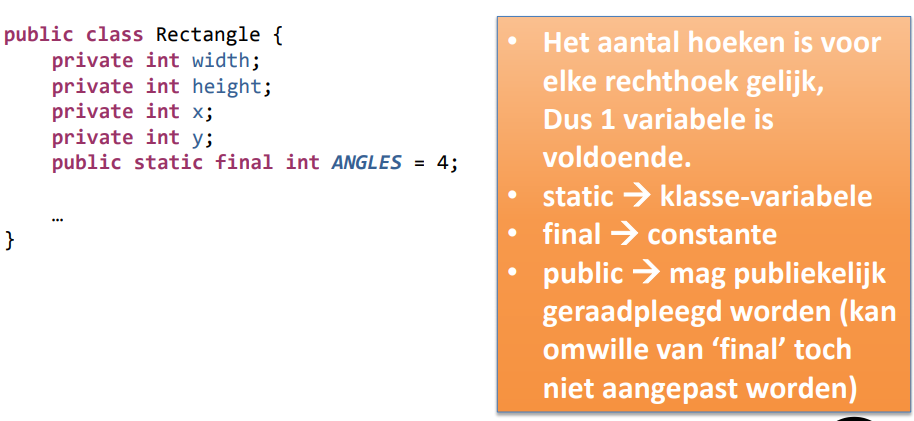 public class Rectangle {
private int width;
private int height;
private int x;
private int y;
public static final int ANGLES = 4;
…
}
• Het aantal hoeken is voor
elke rechthoek gelijk,
Dus 1 variabele is
voldoende.
• static → klasse-variabele
• final → constante
• public → mag publiekelijk
geraadpleegd worden (kan
omwille van ‘final’ toch
niet aangepast worden)